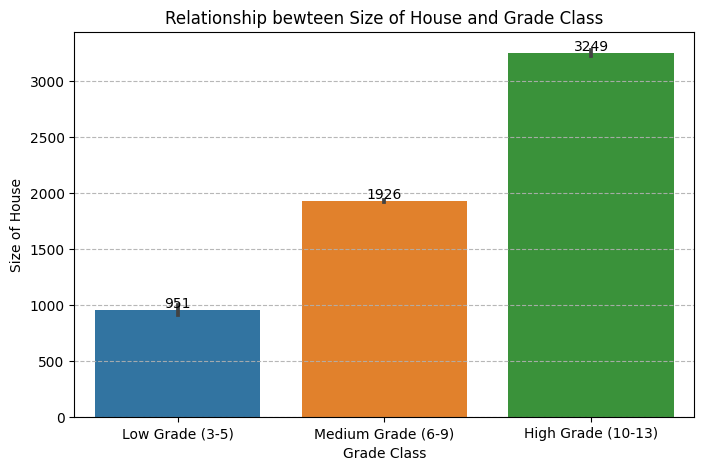 Relationship bewteen Size of House and Grade Class
Size of House
3000
2500
2000
1500
1000
500
0
951
1926
3249
Low Grade (3-5)
Medium Grade (6-9)
High Grade (10-13)
Grade Class